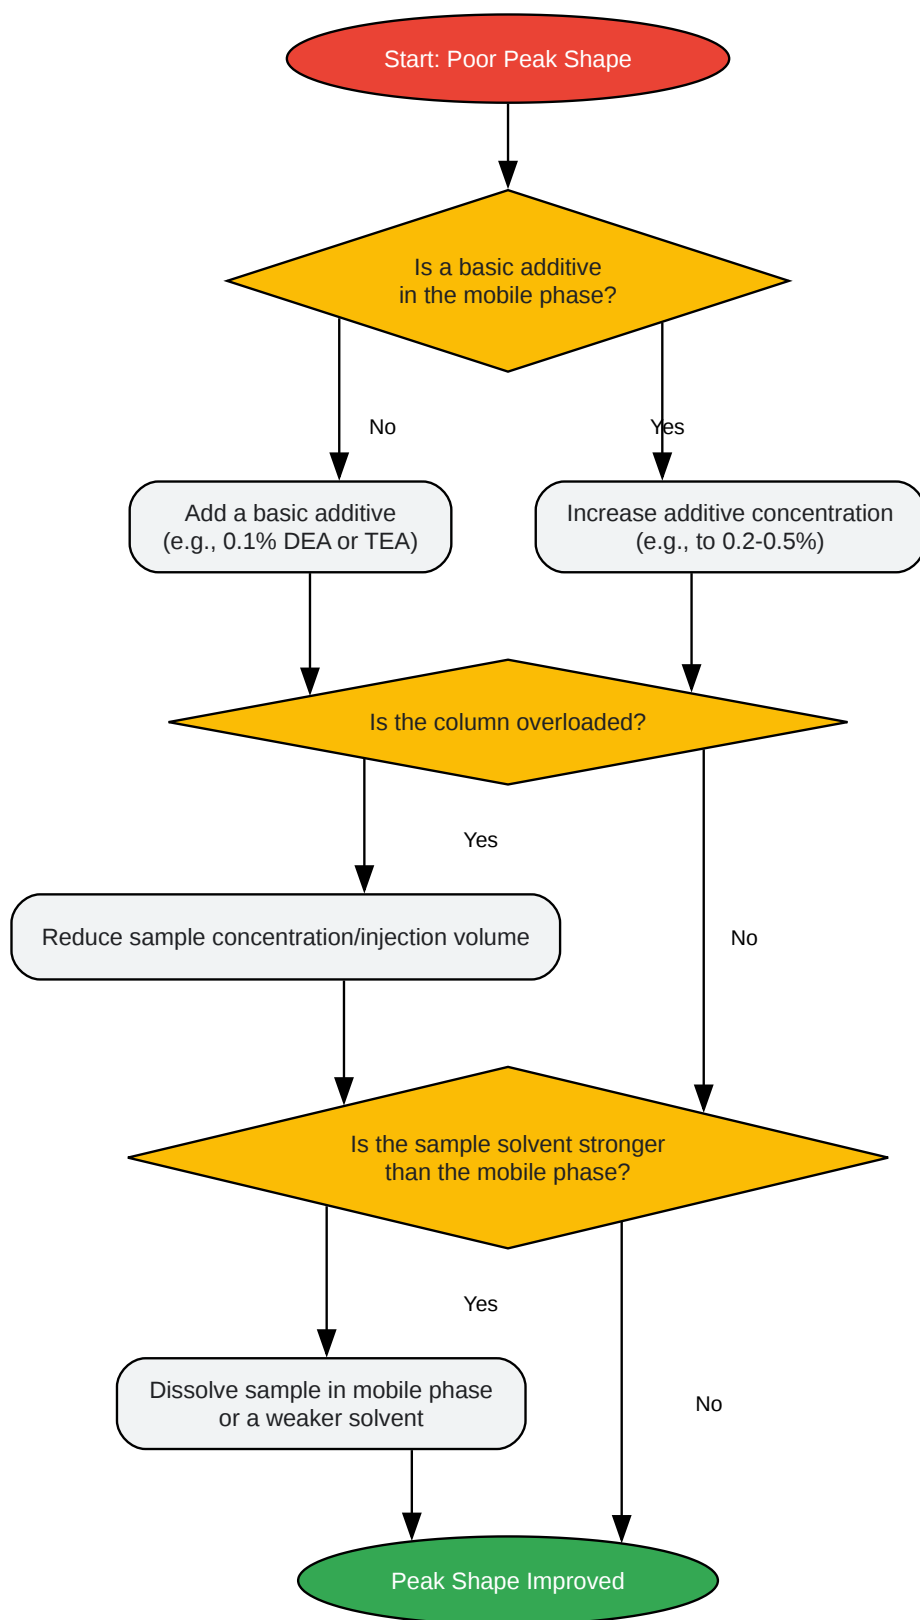 Start: Poor Peak Shape
Is a basic additive
in the mobile phase?
No
Yes
Add a basic additive
(e.g., 0.1% DEA or TEA)
Increase additive concentration
(e.g., to 0.2-0.5%)
Is the column overloaded?
Yes
Reduce sample concentration/injection volume
No
Is the sample solvent stronger
than the mobile phase?
Yes
Dissolve sample in mobile phase
or a weaker solvent
No
Peak Shape Improved